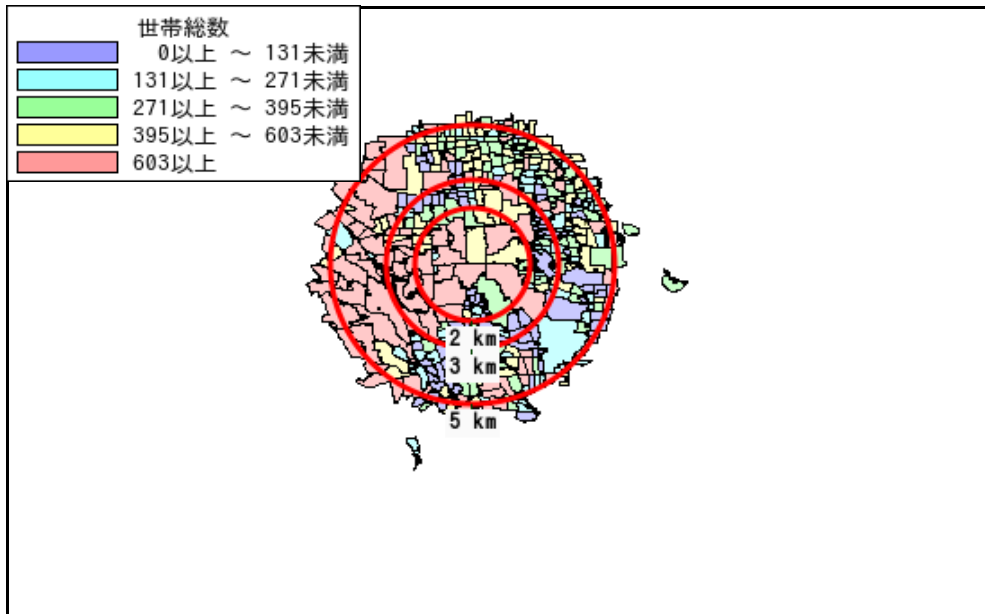 世帯総数
0以上 ～ 131未満
131以上 ～ 271未満
271以上 ～ 395未満
395以上 ～ 603未満
603以上
2 km
3 km
5 km